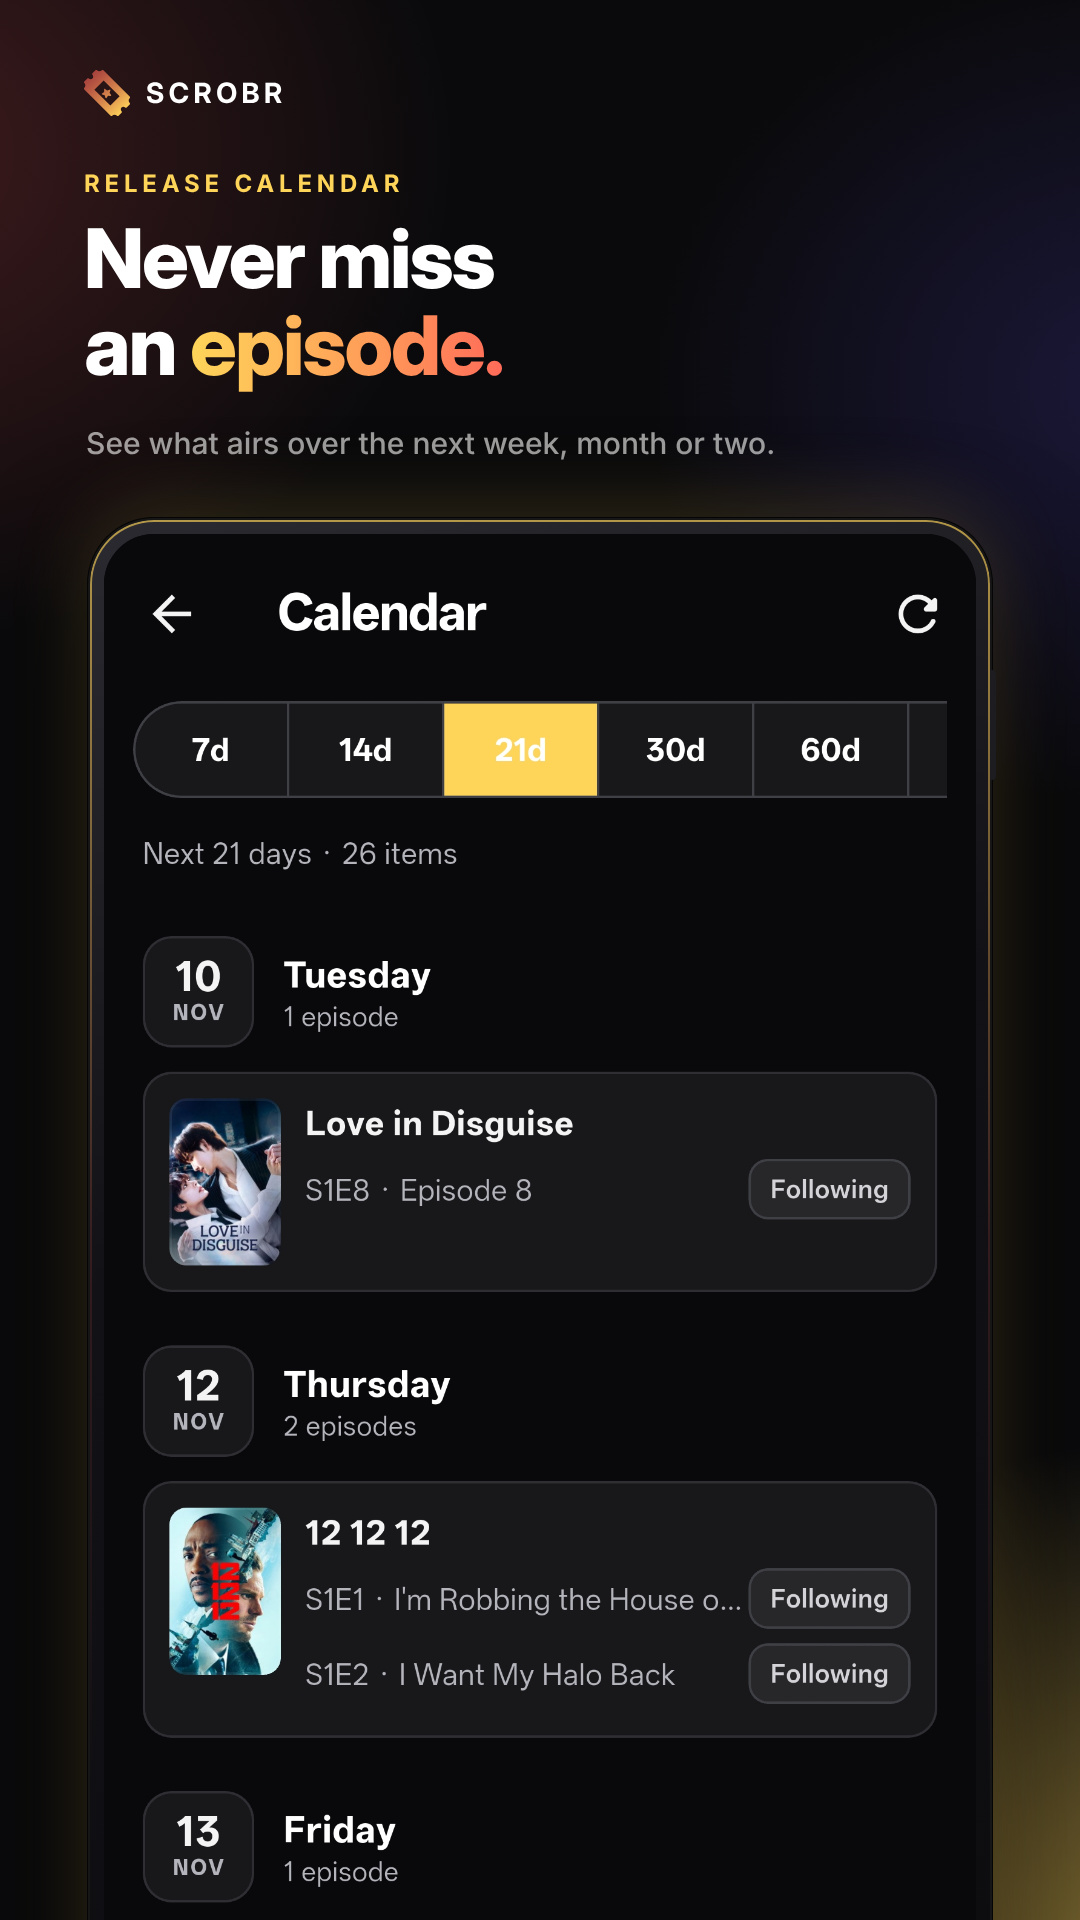 SCROBR
RELEASE CALENDAR
Never miss
an episode.
See what airs over the next week, month or two.
Calendar
7d 14d 21d 30d 60d
Next 21 days · 26 items
10
NOV
Tuesday
1 episode
Love in Disguise
S1E8 · Episode 8 Following
LOVE IN
DISGUISE
12
NOV
Thursday
2 episodes
12 12 12
S1E1 · I'm Robbing the House o... Following
S1E2 · I Want My Halo Back Following
12 12 12
13
NOV
Friday
1 episode